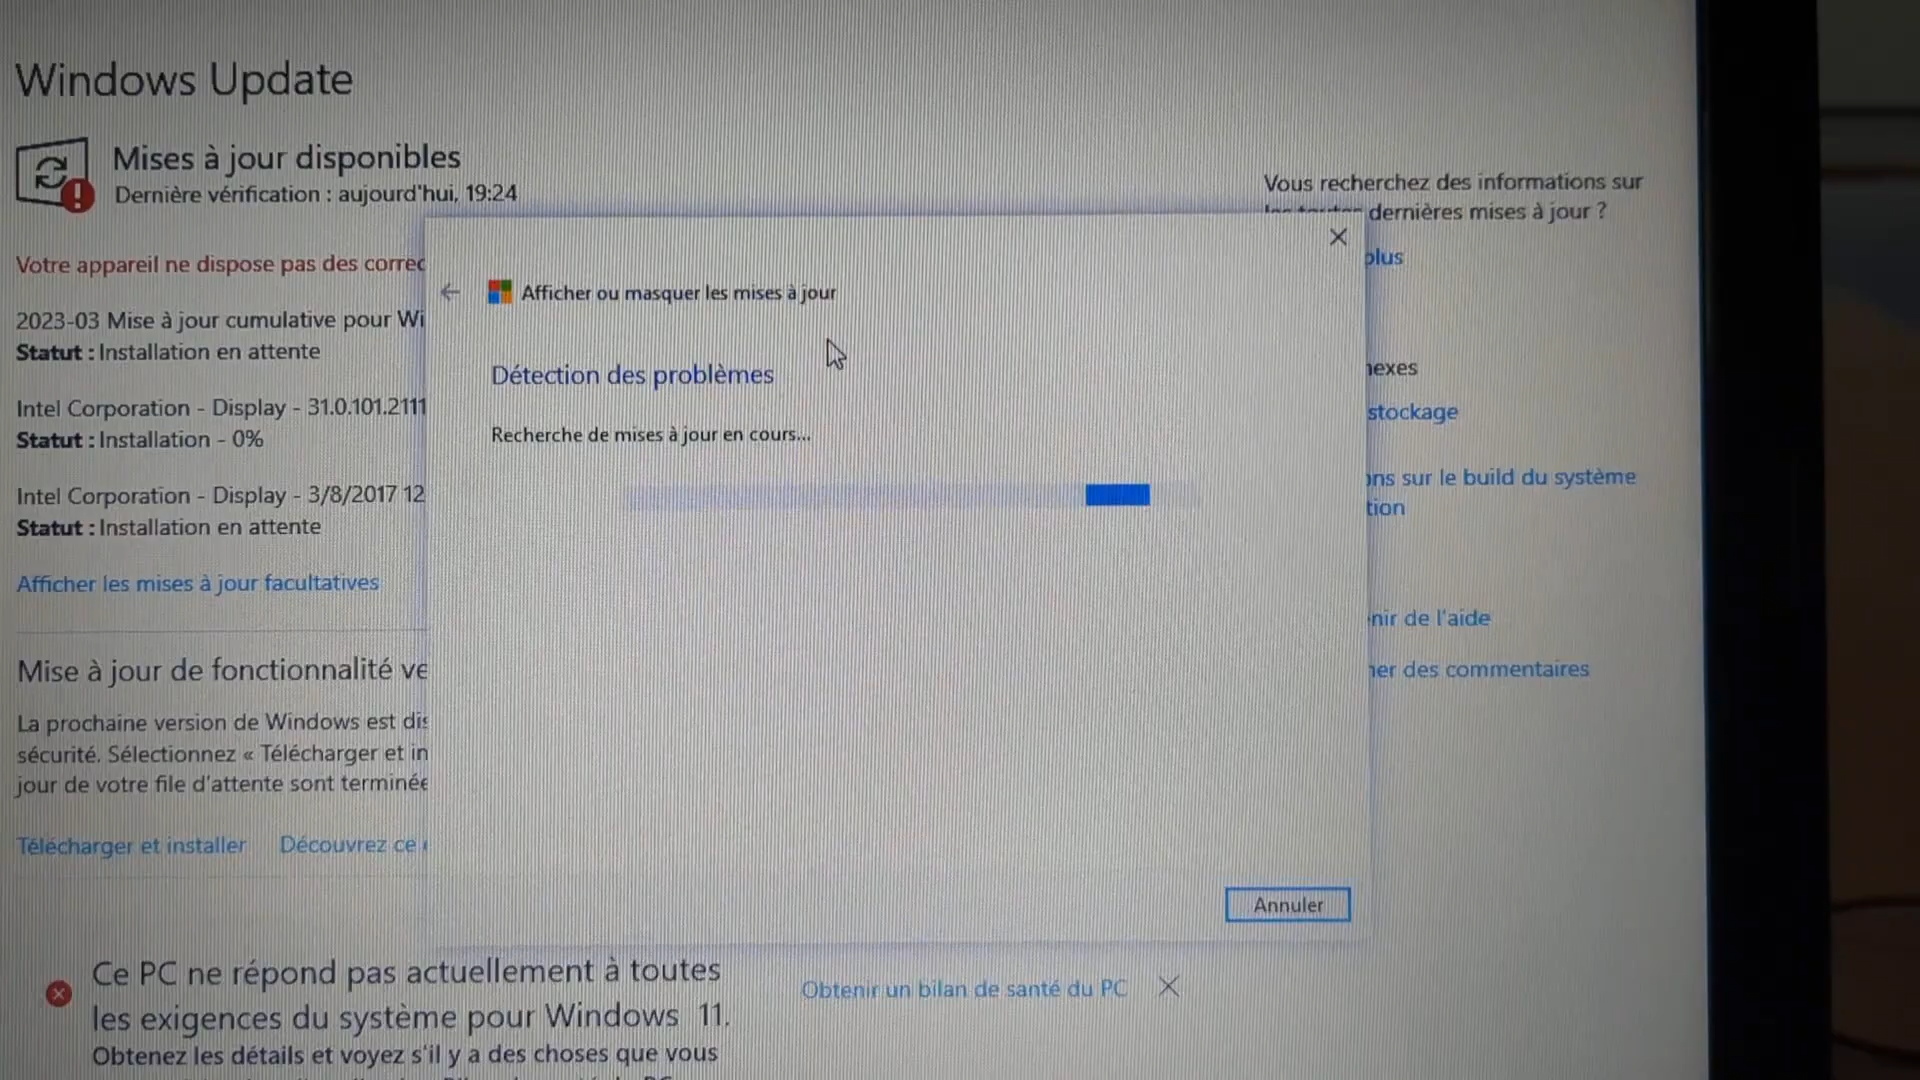 Windows Update
Mises à jour disponibles
Dernière vérification : aujourd'hui, 19:24
Votre appareil ne dispose pas des correc
2023-03 Mise à jour cumulative pour Wi
Statut : Installation en attente
Intel Corporation - Display - 31.0.101.2111
Statut : Installation - 0%
Intel Corporation - Display - 3/8/2017 12
Statut : Installation en attente
Afficher les mises à jour facultatives
Mise à jour de fonctionnalité ve
La prochaine version de Windows est dis
sécurité. Sélectionnez « Télécharger et in
jour de votre file d'attente sont terminée
Télécharger et installer Découvrez ce
Afficher ou masquer les mises à jour
Détection des problèmes
Recherche de mises à jour en cours...
Annuler
Vous recherchez des informations sur
dernières mises à jour ?
plus
nexes
stockage
ons sur le build du système
tion
nir de l'aide
ner des commentaires
Ce PC ne répond pas actuellement à toutes
les exigences du système pour Windows 11.
Obtenez les détails et voyez s'il y a des choses que vous
Obtenir un bilan de santé du PC